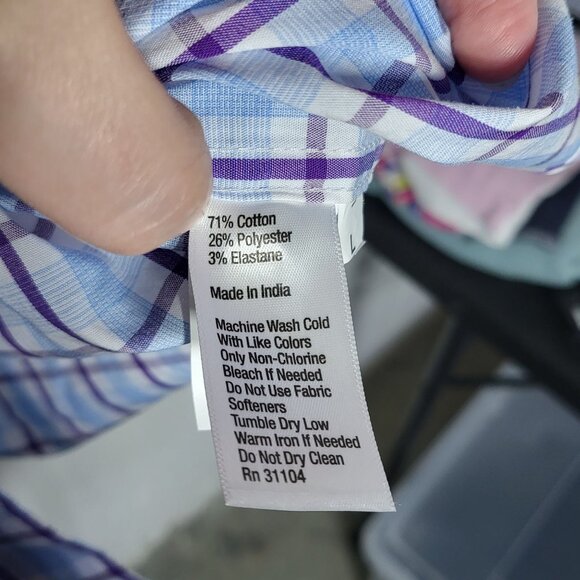 71% Cotton
26% Polyester
3% Elastane
L
Made In India
Machine Wash Cold
With Like Colors
Only Non-Chlorine
Bleach If Needed
Do Not Use Fabric
Softeners
Tumble Dry Low
Warm Iron If Needed
Do Not Dry Clean
Rn 31104